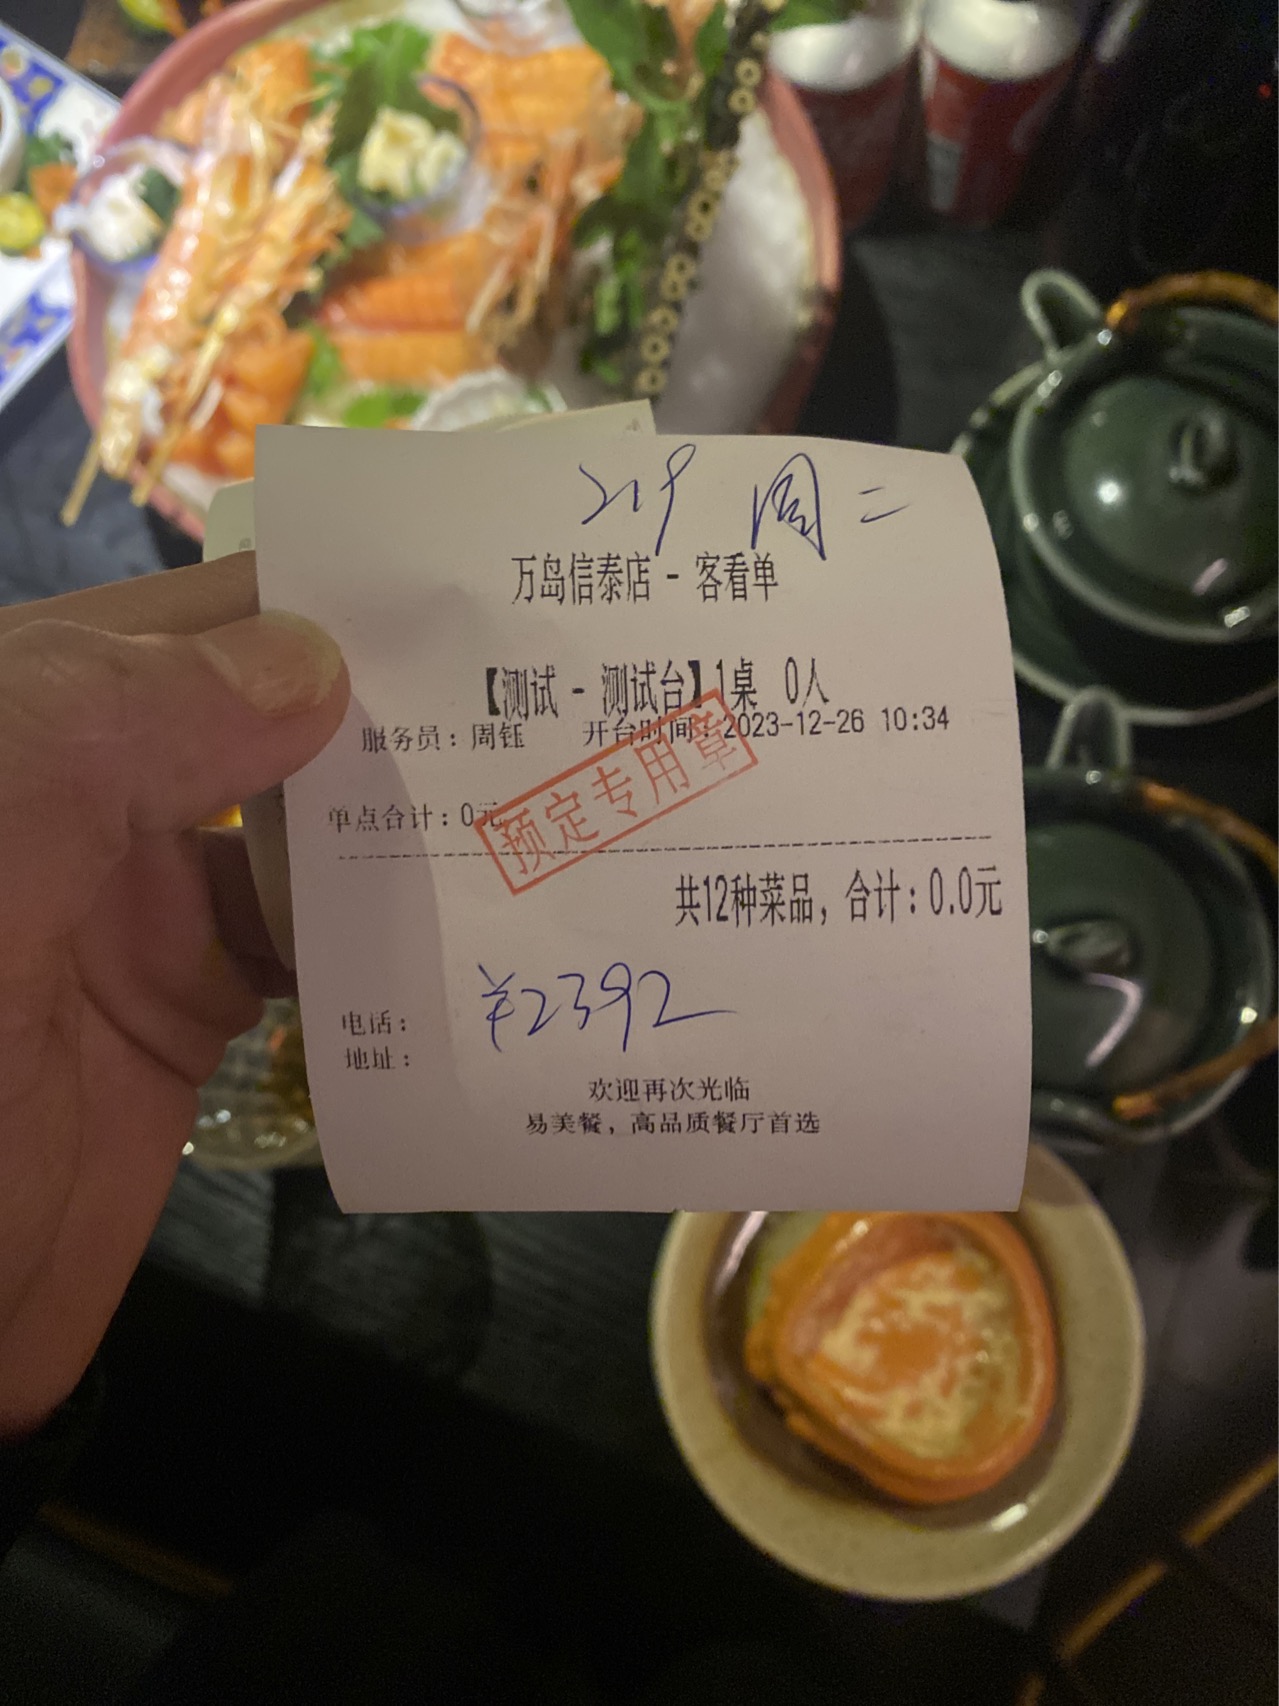 219 周二
万岛信泰店 - 客看单
【测试 - 测试台】1桌 0人
服务员：周钰 开台时间：2023-12-26 10:34
单点合计：0元
预定专用章
共12种菜品，合计：0.0元
¥2392
电话：
地址：
欢迎再次光临
易美餐，高品质餐厅首选